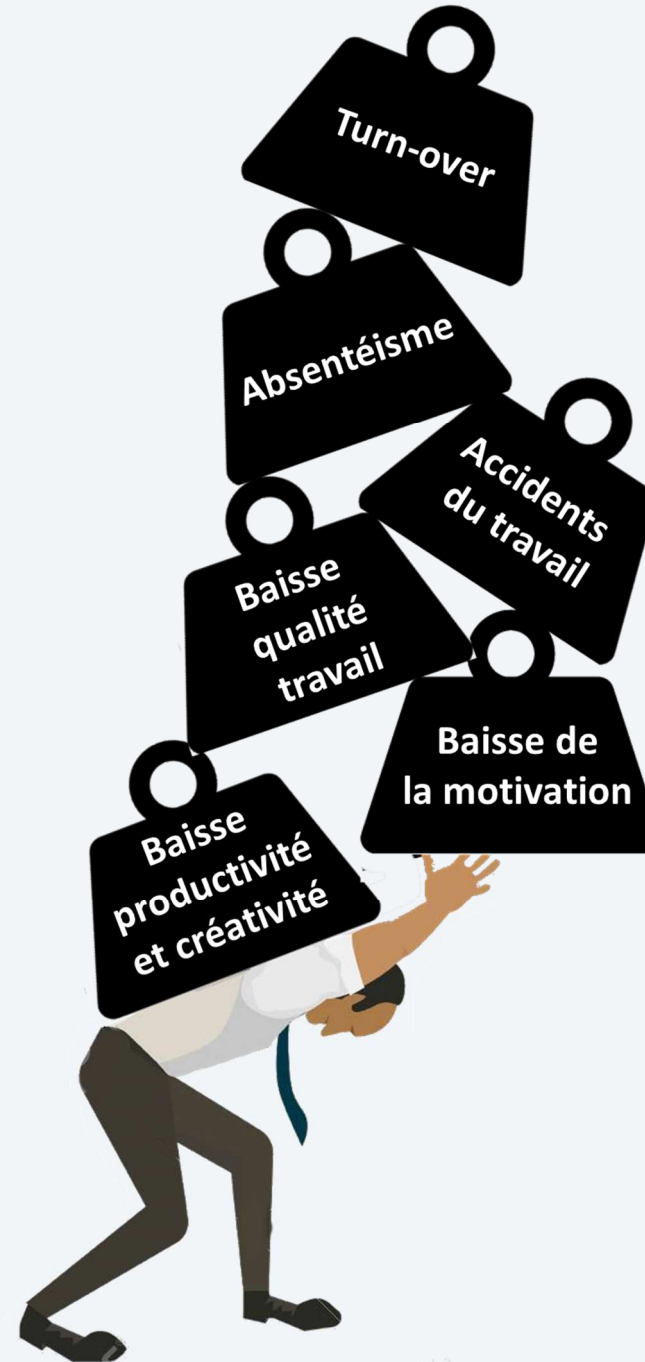 Turn-over
Absentéisme
Accidents
du travail
Baisse
qualité
travail
Baisse de
la motivation
Baisse
productivité
et créativité